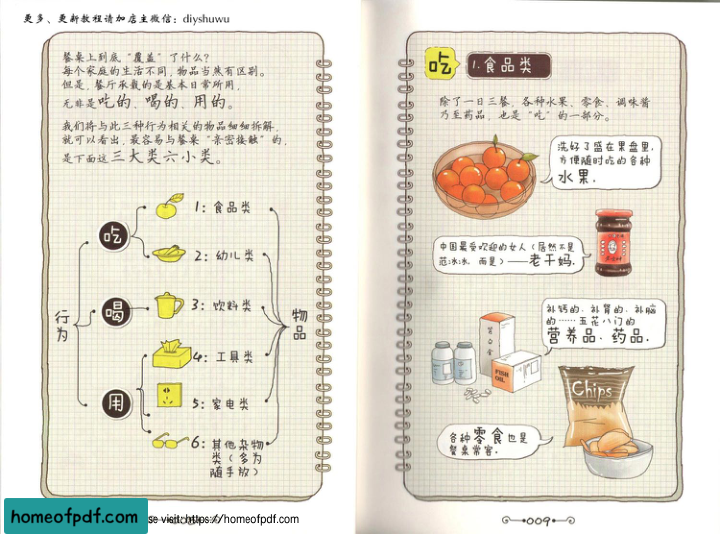 更多、更新教程请加店主微信：diyshuwu
餐桌上到底“覆盖”了什么？
每个家庭的生活不同，物品当然有区别。
但是，餐厅承载的是基本日常所用，
无非是吃的、喝的、用的。
我们将与此三种行为相关的物品细细拆解，
就可以看出，最容易与餐桌“亲密接触”的，
是下面这三大类六小类。
行为
吃
喝
用
1：食品类
2：幼儿类
3：饮料类
4：工具类
5：家电类
6：其他杂物
类（多为
随手放）
物品
吃
1.食品类
除了一日三餐，各种水果、零食、调味酱
乃至药品，也是“吃”的一部分。
洗好了盛在果盘里，
方便随时吃的各种
水果.
中国最受欢迎的女人（居然不是
范冰冰，而是）——老干妈.
补钙的、补肾的、补脑
的……五花八门的
营养品、药品.
蛋白金
FISH
OIL
Chips
各种零食也是
餐桌常客.
homeofpdf.com
se visit: https://homeofpdf.com
009